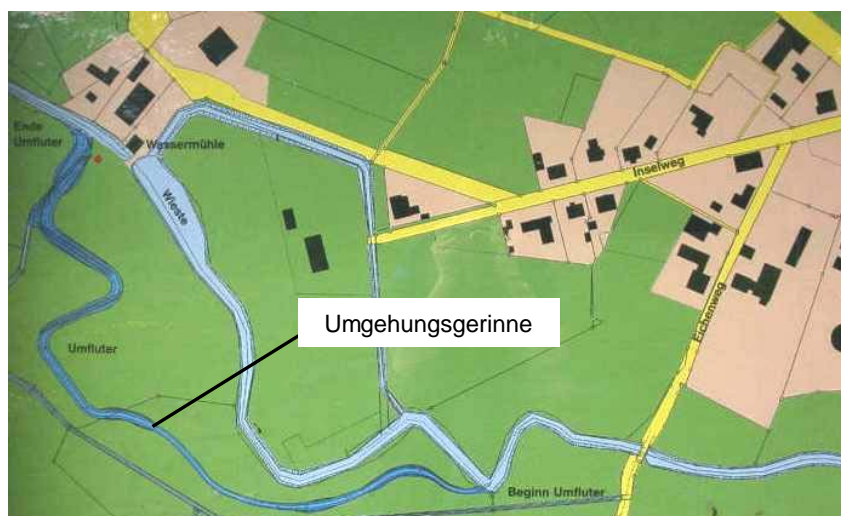 Ende
Umfluter
Wassermühle
Wieste
Inselweg
Umgehungsgerinne
Eichenweg
Umfluter
Beginn Umfluter